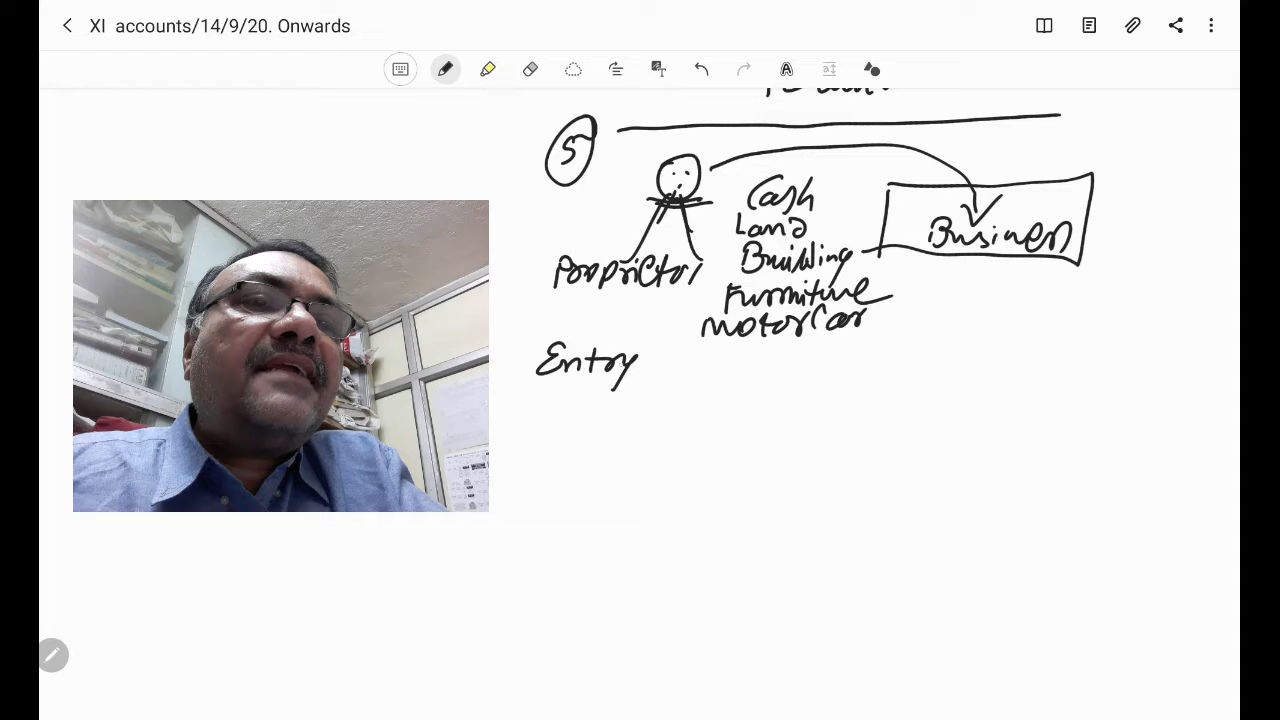 XI accounts/14/9/20. Onwards
5
Cash
Land
Business
Building
Proprietor
Furniture
Motor Car
Entry